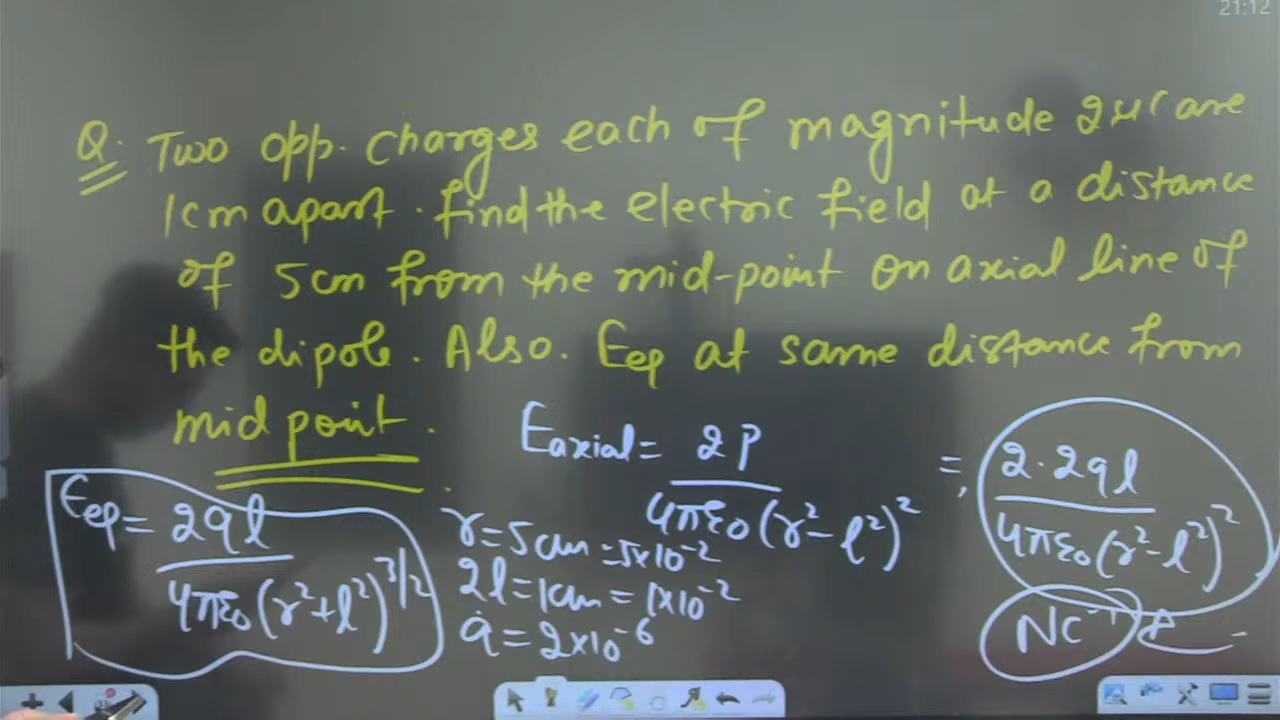 21:12
Q. Two opp. charges each of magnitude 2μC are
1cm apart. find the electric field at a distance
of 5cm from the mid-point on axial line of
the dipole. Also. Eep at same distance from
mid point.
Eaxial = 2p / 4πε₀(r²-l²)² = 2·2ql / 4πε₀(r²-l²)²
Eep = 2ql / 4πε₀(r²+l²)^3/2
r = 5cm = 5×10⁻²
2l = 1cm = 1×10⁻²
q = 2×10⁻⁶
NC⁻¹